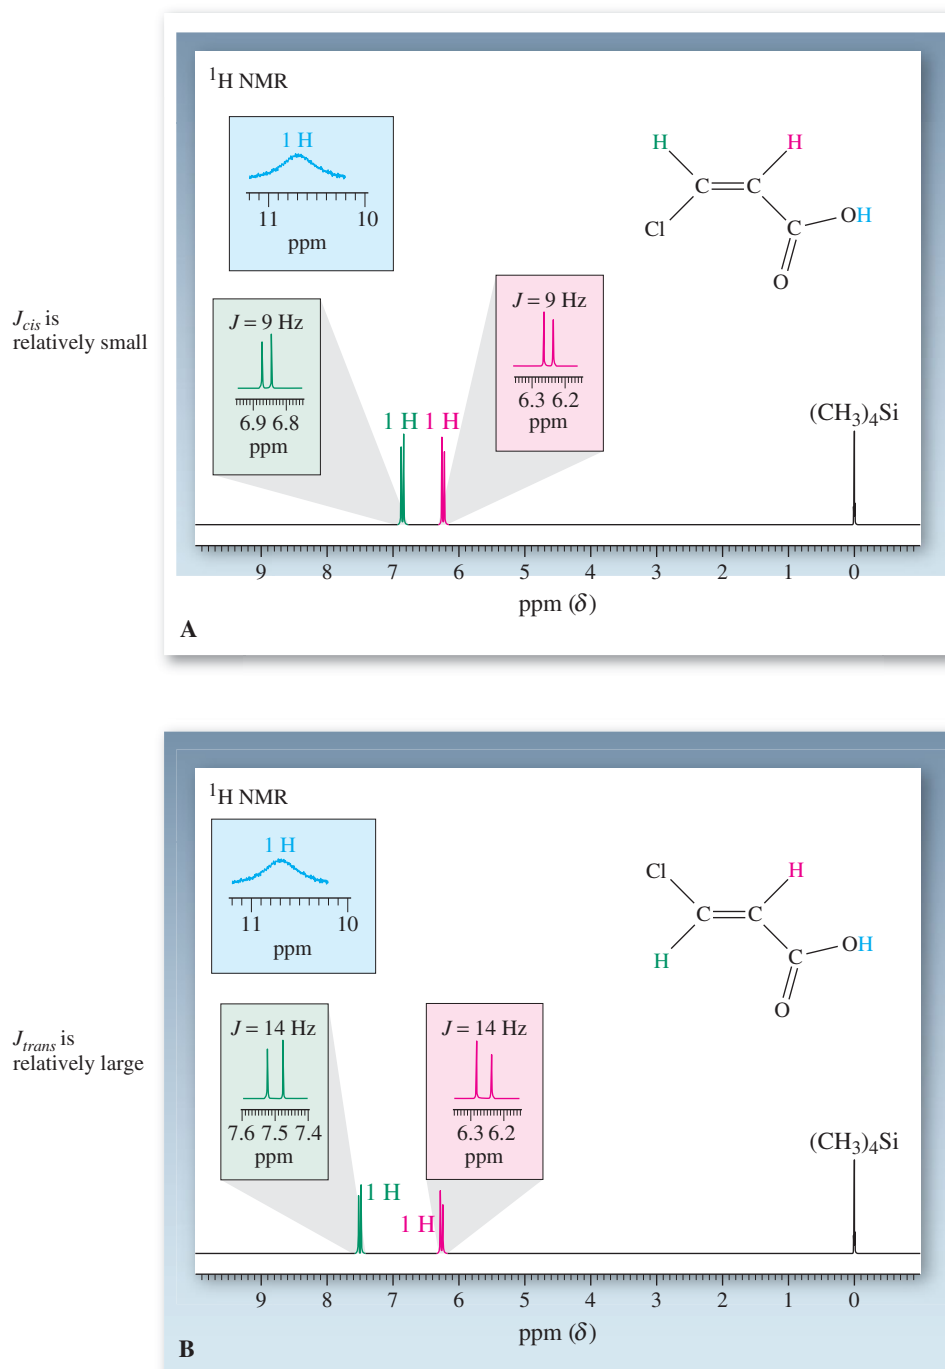 ¹H NMR
1 H
11 10
ppm
H H
C C
Cl C OH
O
J_cis is
relatively small
J = 9 Hz
6.9 6.8
ppm
J = 9 Hz
6.3 6.2
ppm
1 H 1 H
(CH₃)₄Si
9 8 7 6 5 4 3 2 1 0
ppm (δ)
A
¹H NMR
1 H
11 10
ppm
Cl H
C C
H C OH
O
J_trans is
relatively large
J = 14 Hz
7.6 7.5 7.4
ppm
J = 14 Hz
6.3 6.2
ppm
1 H
1 H
(CH₃)₄Si
9 8 7 6 5 4 3 2 1 0
ppm (δ)
B